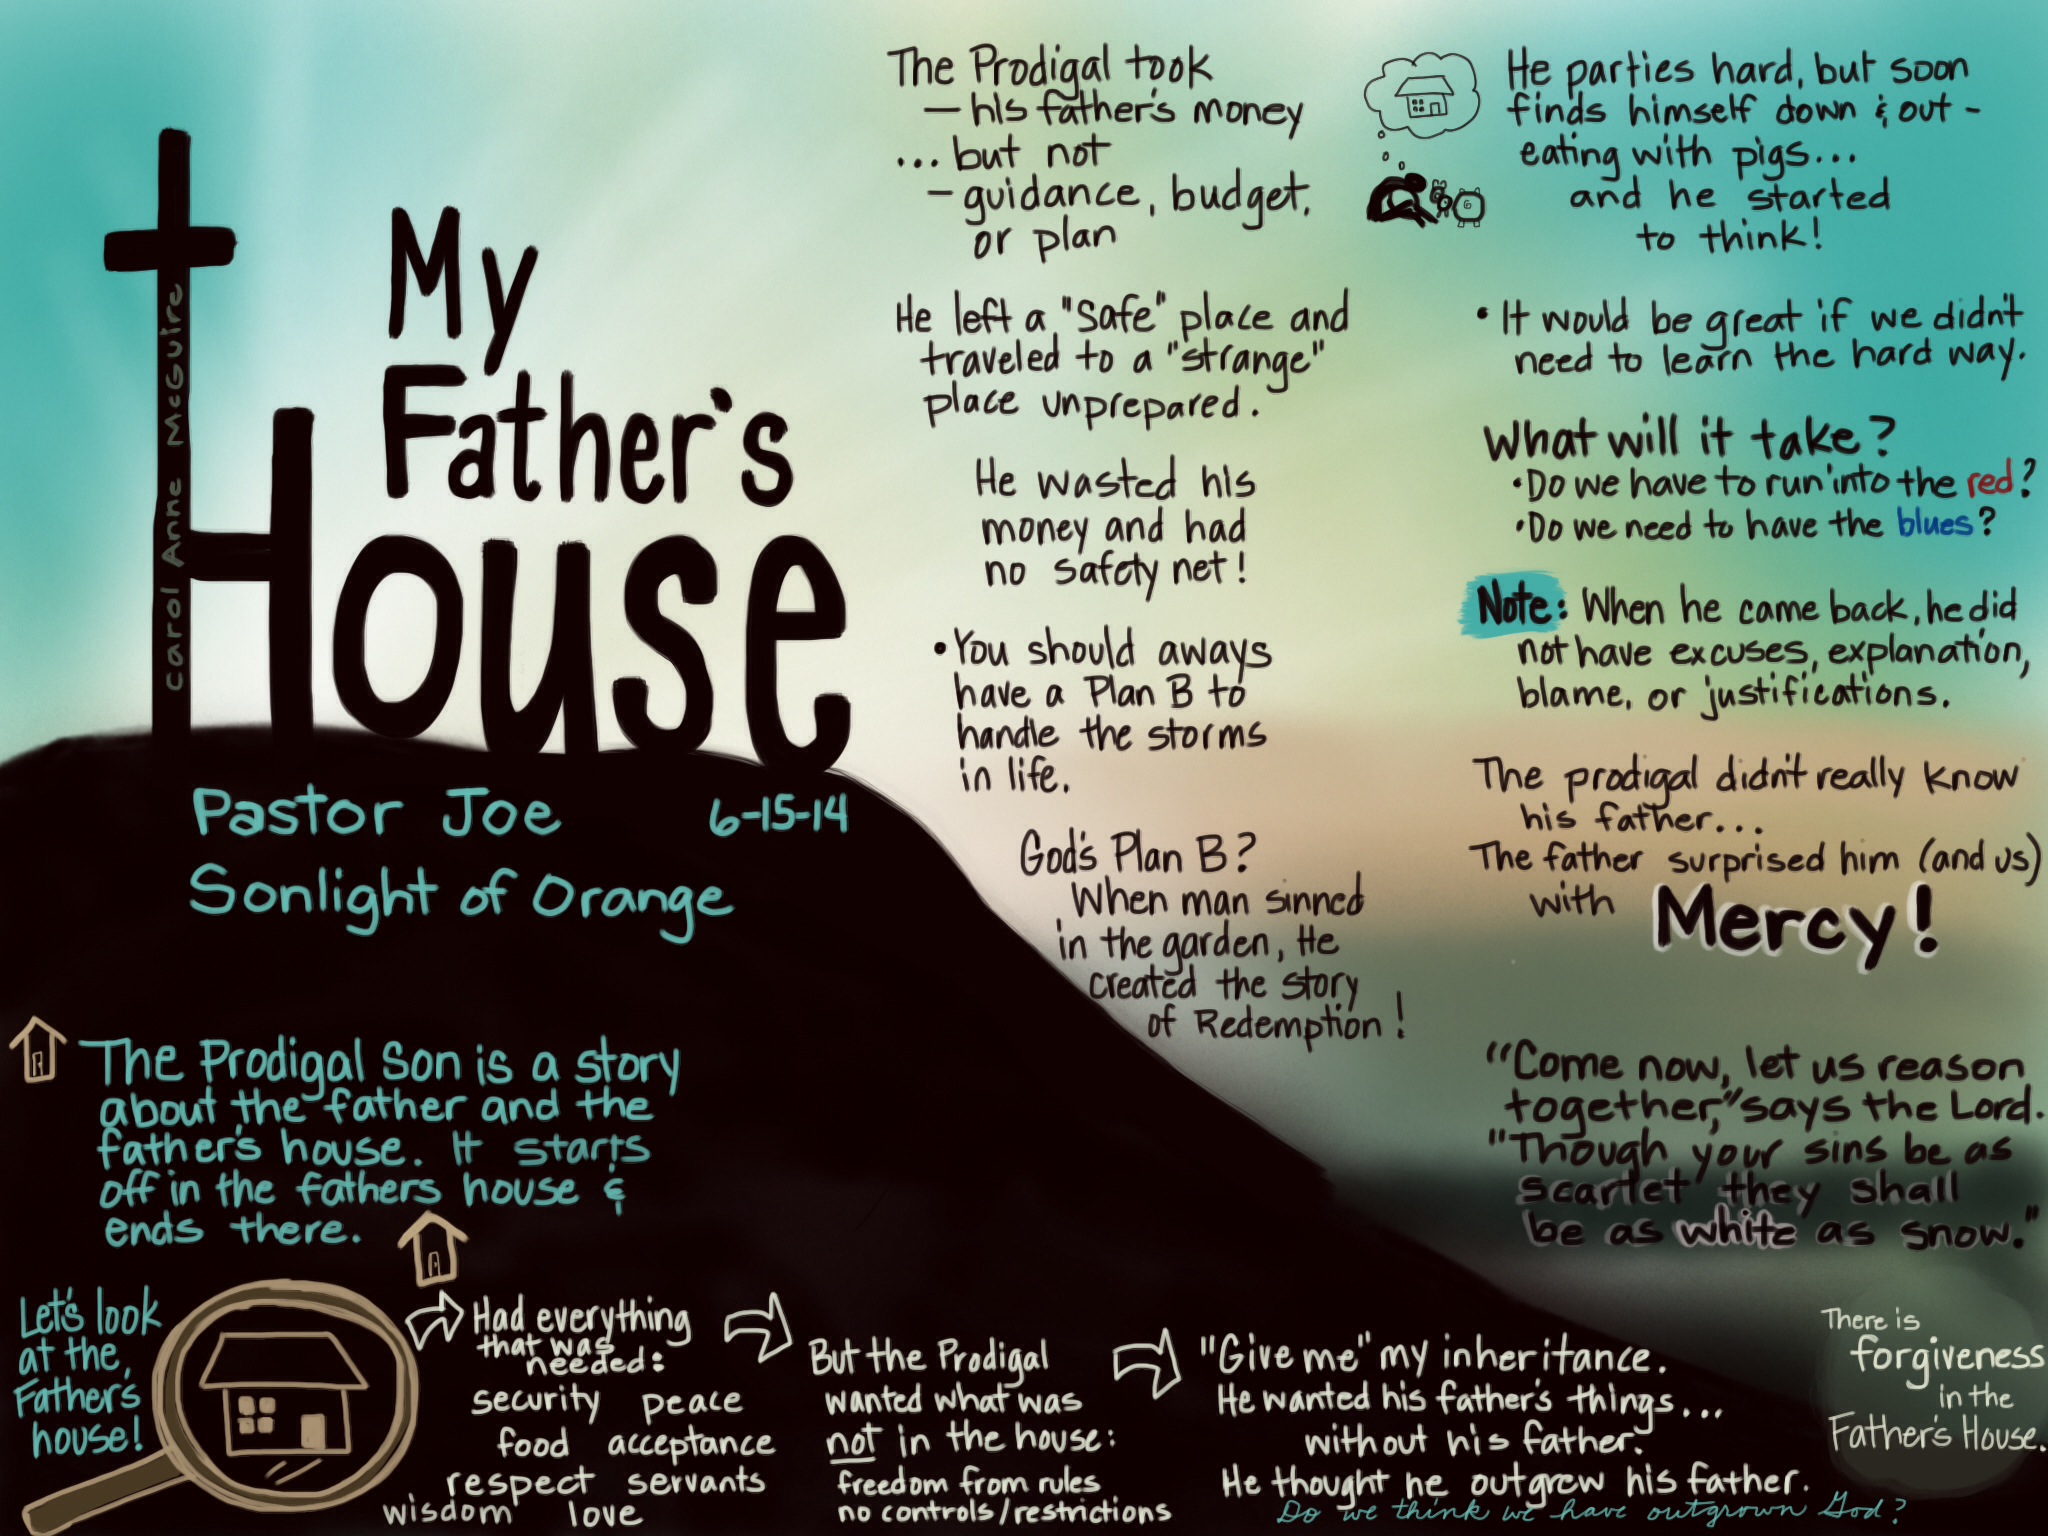 My
Father's
House
Carol Anne McGuire
Pastor Joe 6-15-14
Sonlight of Orange
The Prodigal Son is a story
about the father and the
father's house. It starts
off in the fathers house &
ends there.
Let's look
at the
Father's
house!
Had everything
that was
needed:
security peace
food acceptance
respect servants
wisdom love
But the Prodigal
wanted what was
not in the house:
freedom from rules
no controls/restrictions
"Give me" my inheritance.
He wanted his father's things...
without his father.
He thought he outgrew his father.
Do we think we have outgrown God?
The Prodigal took
- his father's money
... but not
- guidance, budget,
or plan
He left a "Safe" place and
traveled to a "strange"
place unprepared.
He wasted his
money and had
no safety net!
• You should aways
have a Plan B to
handle the storms
in life.
God's Plan B?
When man sinned
in the garden, He
created the story
of Redemption!
He parties hard, but soon
finds himself down & out -
eating with pigs...
and he started
to think!
• It would be great if we didn't
need to learn the hard way.
What will it take?
• Do we have to run into the red?
• Do we need to have the blues?
Note: When he came back, he did
not have excuses, explanation,
blame, or justifications.
The prodigal didn't really know
his father...
The father surprised him (and us)
with Mercy!
"Come now, let us reason
together," says the Lord.
"Though your sins be as
scarlet they shall
be as white as snow."
There is
forgiveness
in the
Father's House.